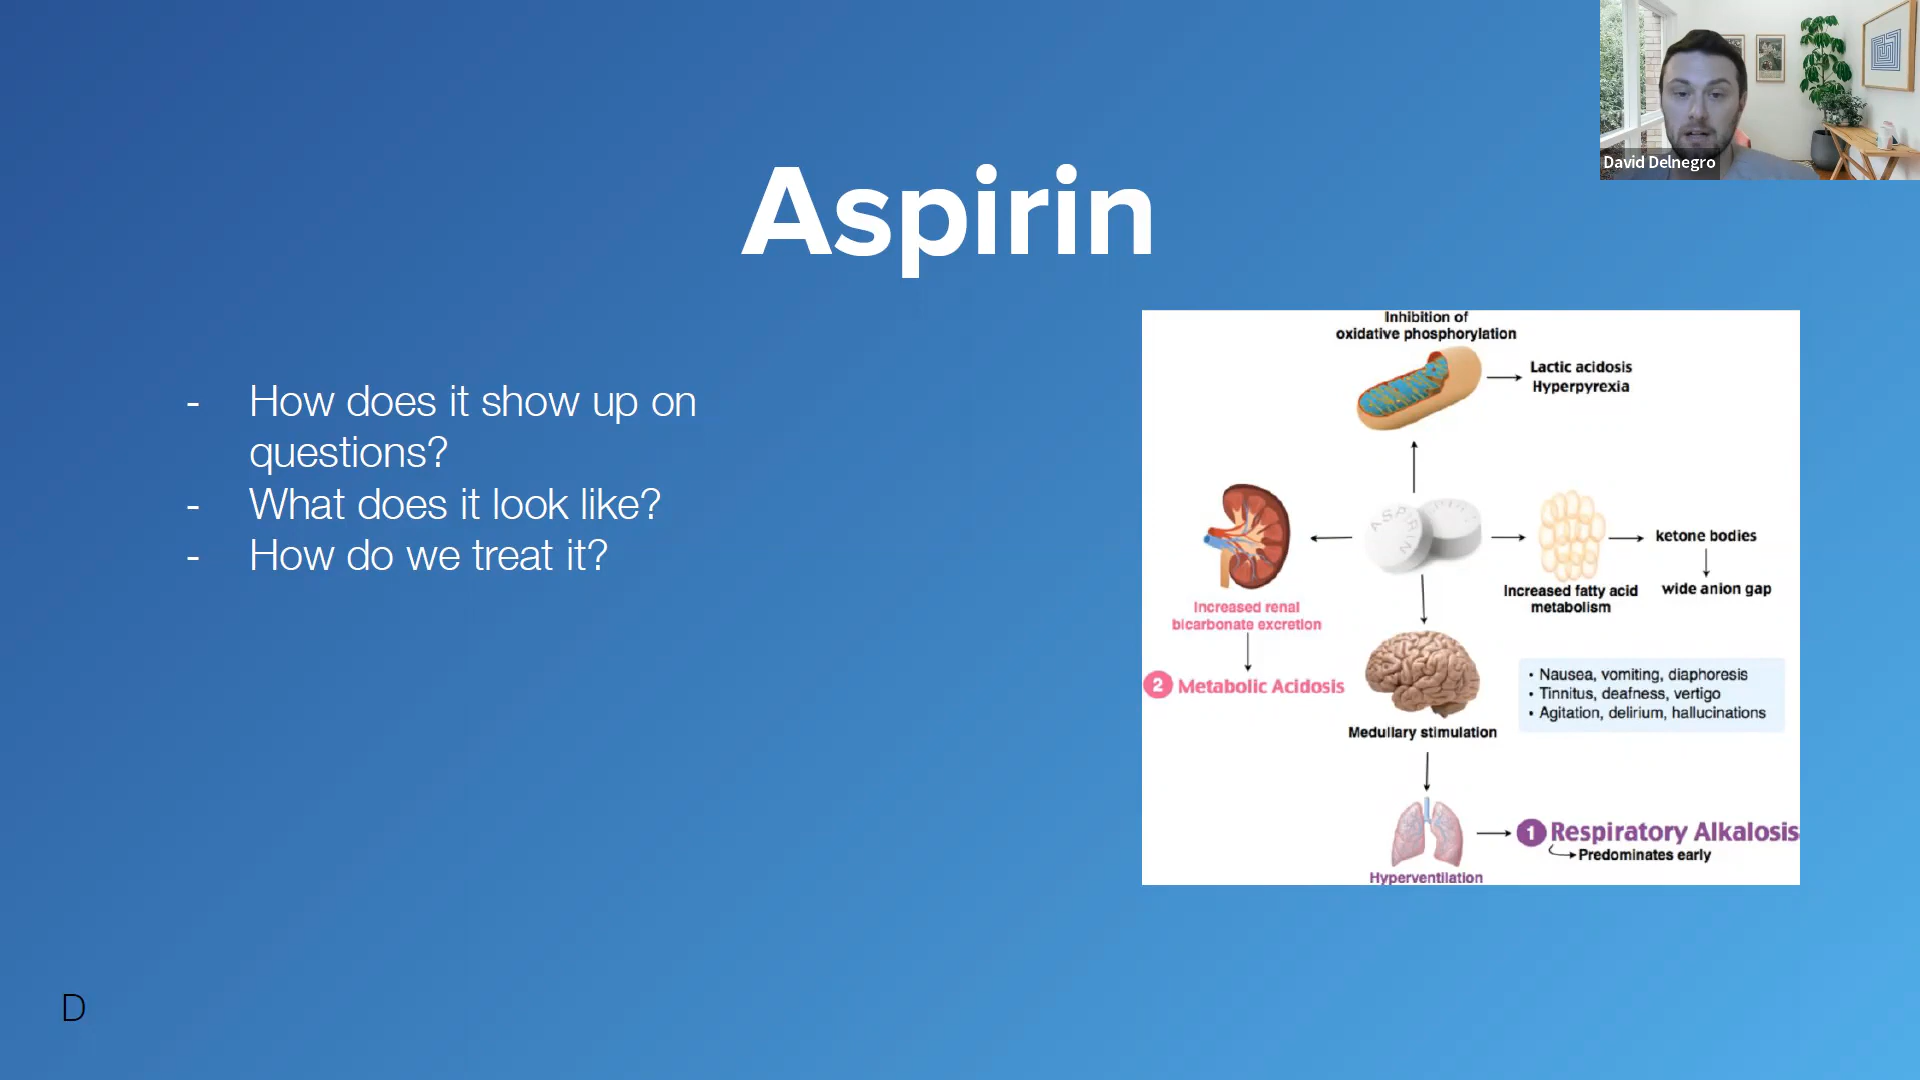 David Delnegro
Aspirin
- How does it show up on
questions?
- What does it look like?
- How do we treat it?
Inhibition of
oxidative phosphorylation
Lactic acidosis
Hyperpyrexia
ASPIRIN
Increased renal
bicarbonate excretion
2 Metabolic Acidosis
Increased fatty acid
metabolism
ketone bodies
wide anion gap
Medullary stimulation
• Nausea, vomiting, diaphoresis
• Tinnitus, deafness, vertigo
• Agitation, delirium, hallucinations
Hyperventilation
1 Respiratory Alkalosis
Predominates early
D